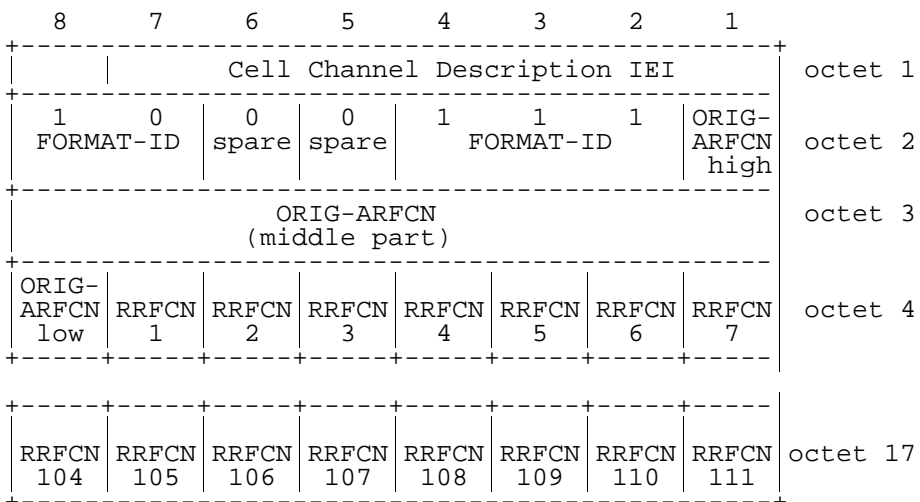 8 7 6 5 4 3 2 1
Cell Channel Description IEI octet 1
1 0 0 0 1 1 1 ORIG-
FORMAT-ID spare spare FORMAT-ID ARFCN octet 2
high
ORIG-ARFCN octet 3
(middle part)
ORIG-
ARFCN RRFCN RRFCN RRFCN RRFCN RRFCN RRFCN RRFCN octet 4
low 1 2 3 4 5 6 7
RRFCN RRFCN RRFCN RRFCN RRFCN RRFCN RRFCN RRFCN octet 17
104 105 106 107 108 109 110 111